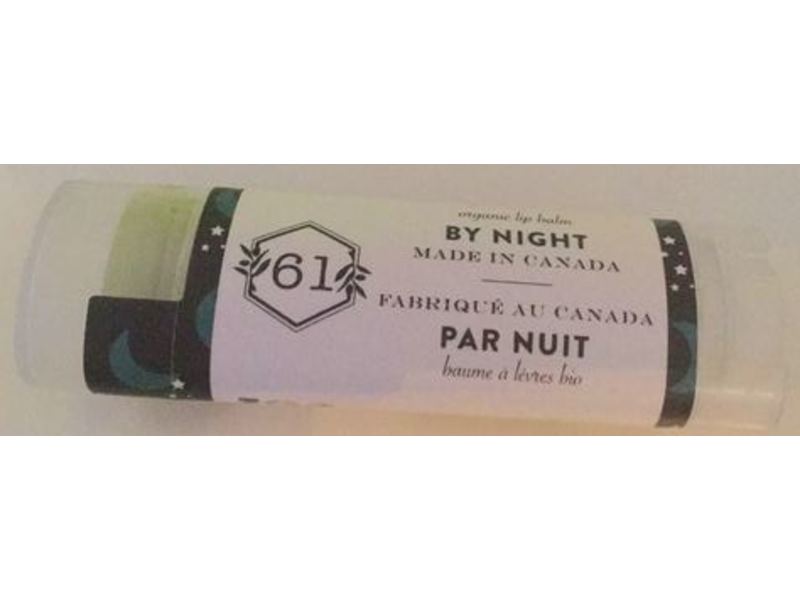 61
organic lip balm
BY NIGHT
MADE IN CANADA
FABRIQUÉ AU CANADA
PAR NUIT
baume à lèvres bio